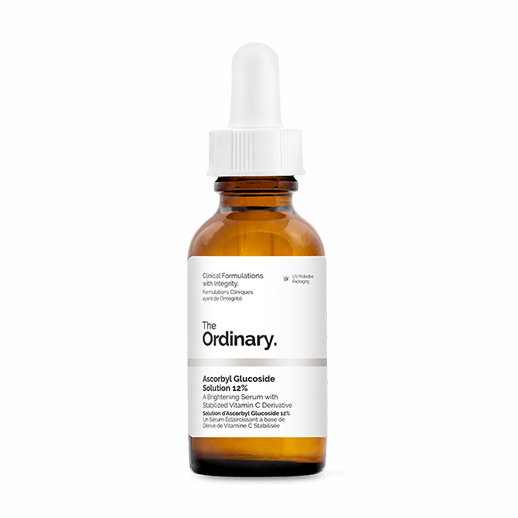 Clinical Formulations
with Integrity.
Formulations Cliniques
ayant de l'Intégrité.
UV
UV Protective
Packaging
The
Ordinary.
Ascorbyl Glucoside
Solution 12%
A Brightening Serum with
Stabilized Vitamin C Derivative
Solution d'Ascorbyl Glucoside 12%
Un Sérum Éclaircissant à base de
Dérivé de Vitamine C Stabilisée